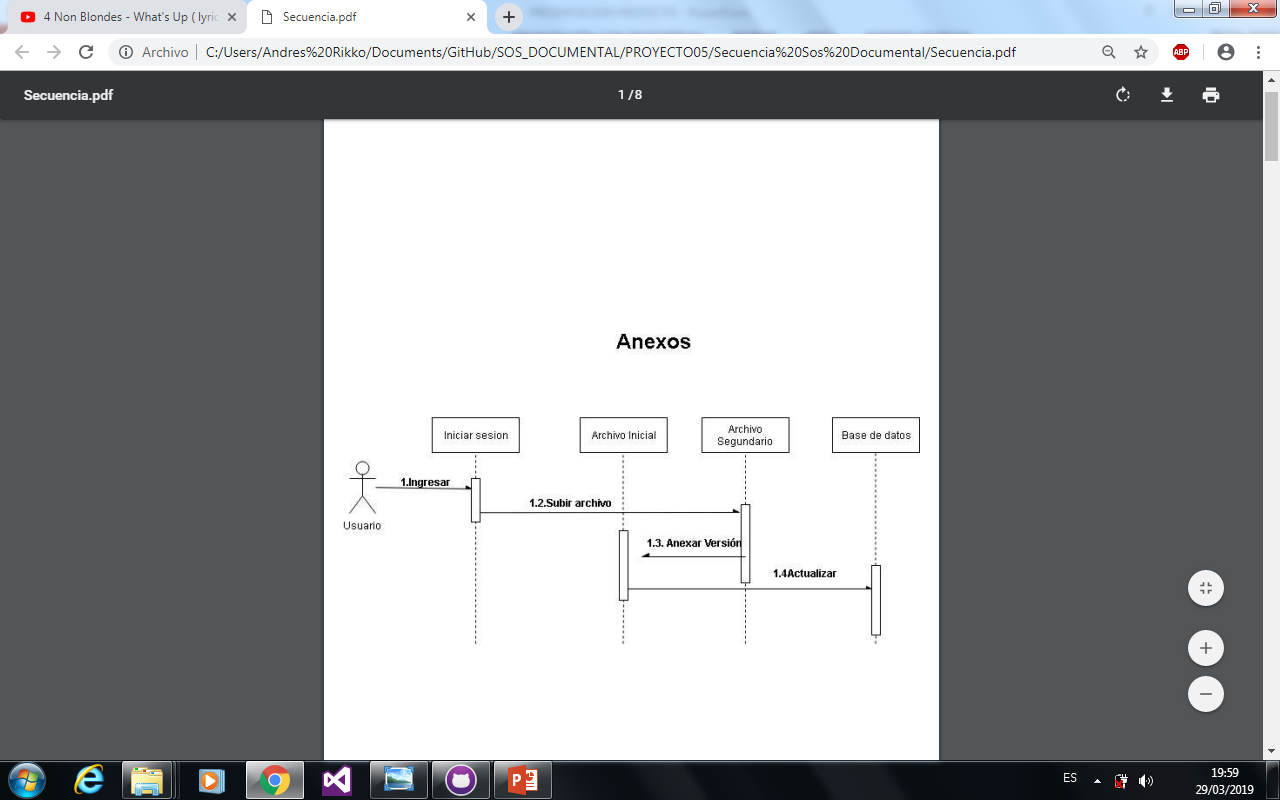 4 Non Blondes - What's Up ( lyric
Secuencia.pdf
Archivo
C:/Users/Andres%20Rikko/Documents/GitHub/SOS_DOCUMENTAL/PROYECTO05/Secuencia%20Sos%20Documental/Secuencia.pdf
ABP
Secuencia.pdf
1 / 8
Anexos
Iniciar sesion
Archivo Inicial
Archivo
Segundario
Base de datos
1.Ingresar
1.2.Subir archivo
Usuario
1.3. Anexar Versión
1.4Actualizar
ES
19:59
29/03/2019